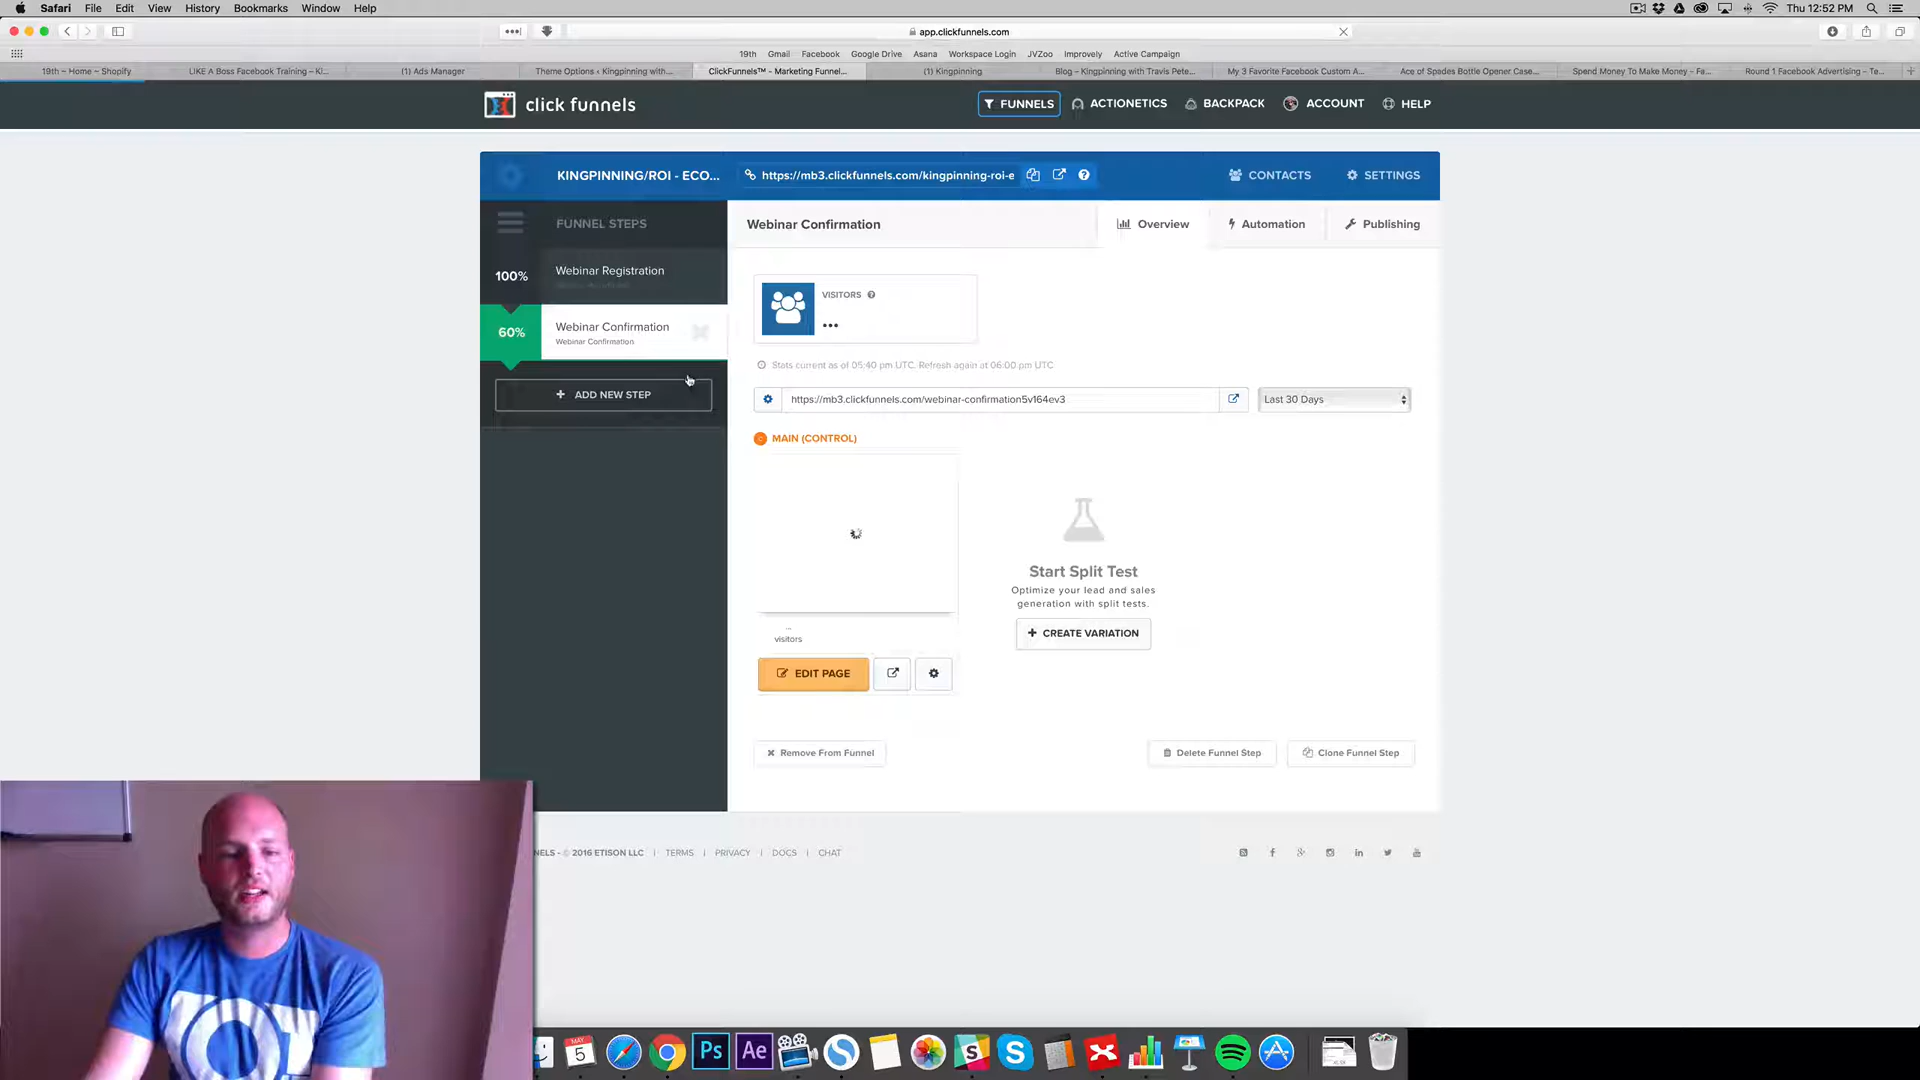 Safari File Edit View History Bookmarks Window Help
Thu 12:52 PM
app.clickfunnels.com
19th Gmail Facebook Google Drive Asana Workspace Login JVZoo Improvely Active Campaign
19th ~ Home ~ Shopify
LIKE A Boss Facebook Training – Ki...
(1) Ads Manager
Theme Options ‹ Kingpinning with...
ClickFunnels™ - Marketing Funnel...
(1) Kingpinning
Blog – Kingpinning with Travis Pete...
My 3 Favorite Facebook Custom A...
Ace of Spades Bottle Opener Case...
Spend Money To Make Money – Fa...
Round 1 Facebook Advertising – Te...
click funnels
FUNNELS
ACTIONETICS
BACKPACK
ACCOUNT
HELP
KINGPINNING/ROI - ECO...
https://mb3.clickfunnels.com/kingpinning-roi-e
CONTACTS
SETTINGS
FUNNEL STEPS
Webinar Confirmation
Overview
Automation
Publishing
100%
Webinar Registration
60%
Webinar Confirmation
Webinar Confirmation
+ ADD NEW STEP
VISITORS
...
Stats current as of 05:40 pm UTC. Refresh again at 06:00 pm UTC
https://mb3.clickfunnels.com/webinar-confirmation5v164ev3
Last 30 Days
C MAIN (CONTROL)
Start Split Test
Optimize your lead and sales
generation with split tests.
+ CREATE VARIATION
...
visitors
EDIT PAGE
Remove From Funnel
Delete Funnel Step
Clone Funnel Step
NELS - © 2016 ETISON LLC | TERMS | PRIVACY | DOCS | CHAT
MAY
5
Ps
Ae